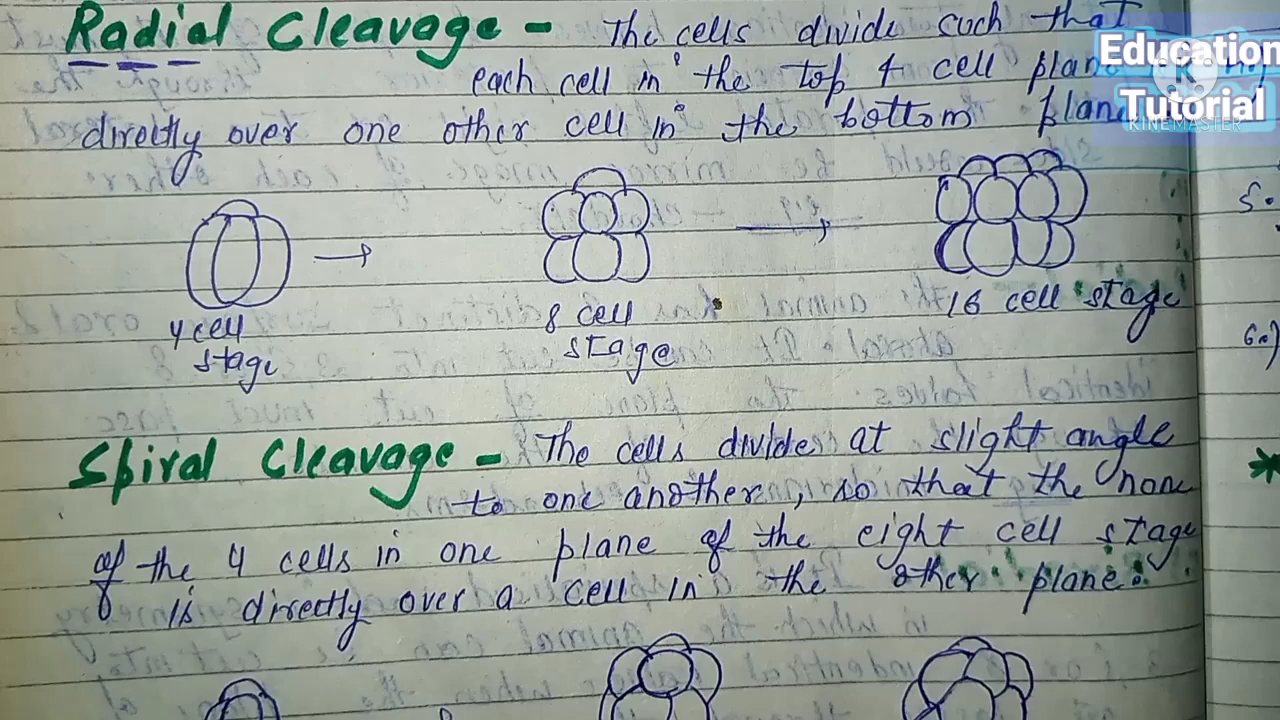 Radial Cleavage - The cells divide such that
each cell in the top 4 cell plan
directly over one other cell in the bottom plane
Education
Tutorial
KINEMASTER
4 cell
stage
8 cell
stage
16 cell stage
5.
6.)
Spiral Cleavage - The cells divide at slight angle
to one another, so that the none
of the 4 cells in one plane of the eight cell stage
is directly over a cell in the other plane.